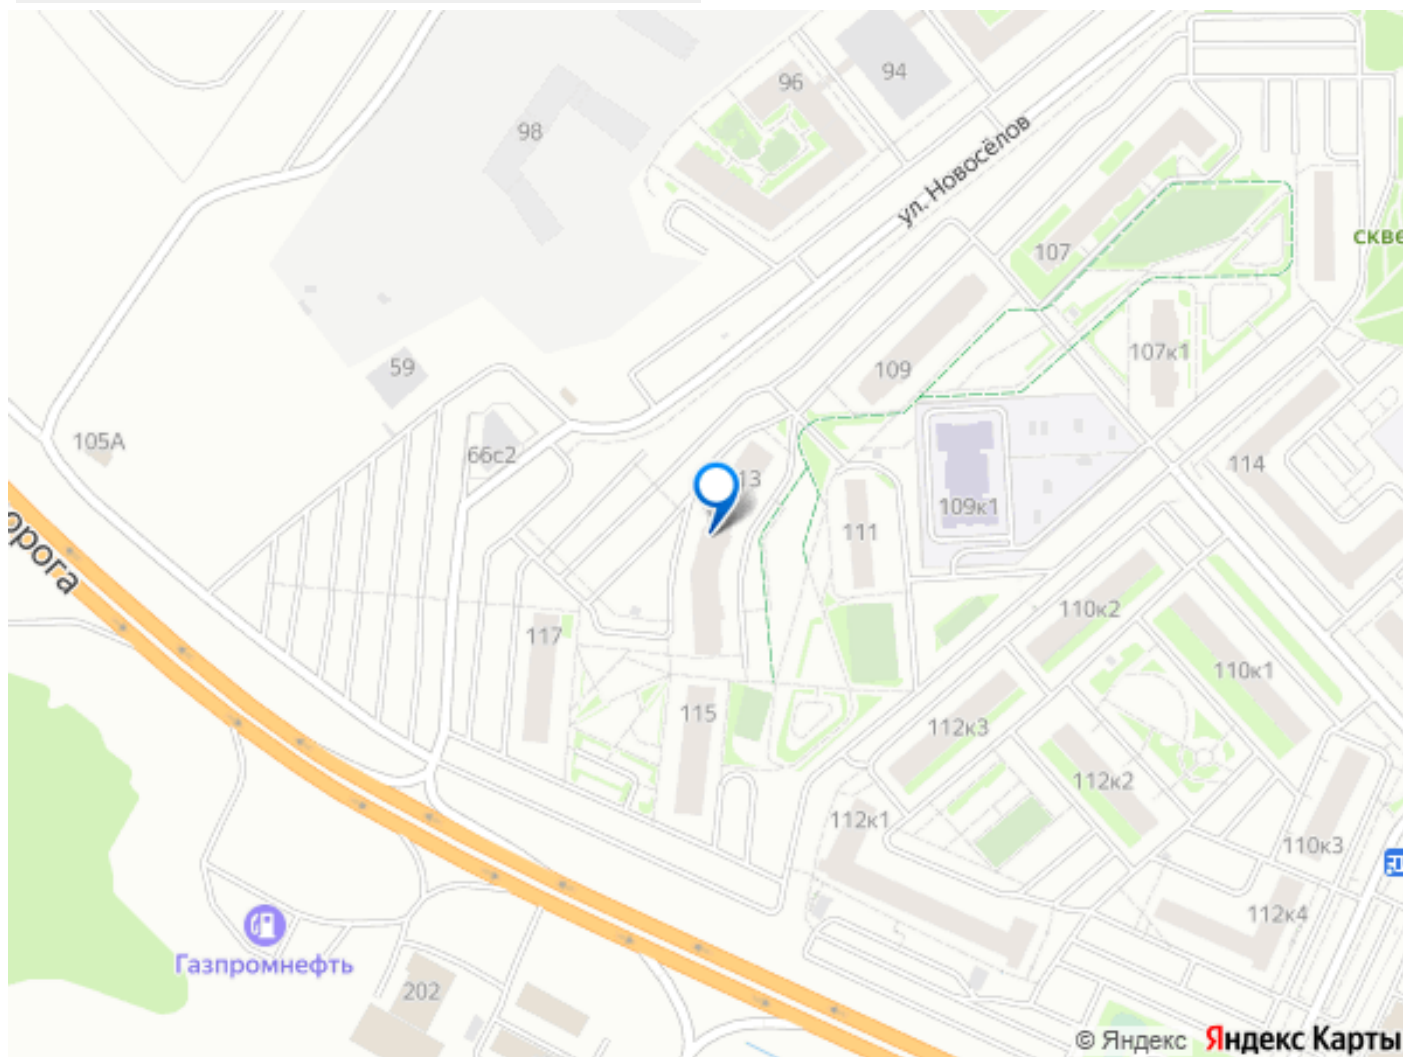 94
96
98
ул. Новосёлов
107
скве
107к1
109
59
105А
66с2
114
13
109к1
111
орога
110к2
117
110к1
115
112к3
112к2
112к1
110к3
112к4
Газпромнефть
202
© Яндекс Яндекс Карты